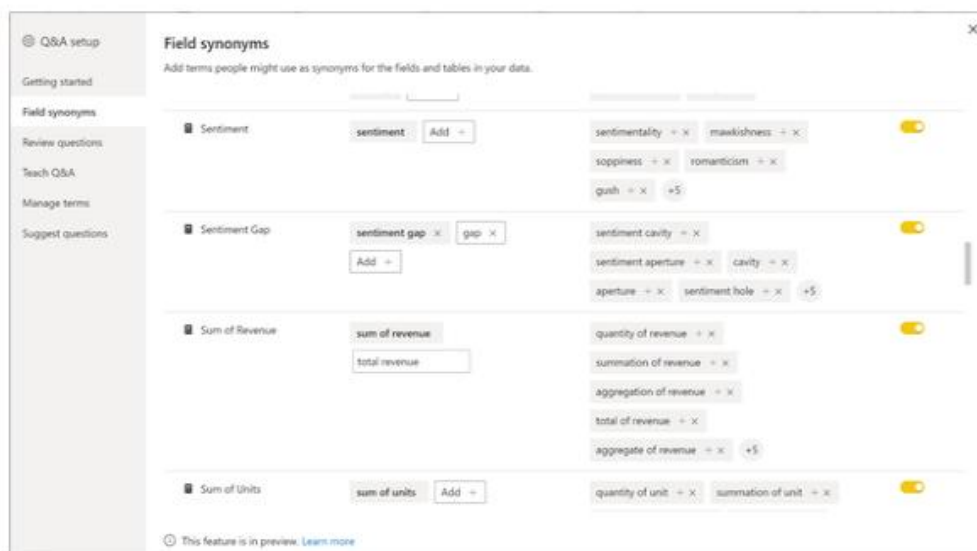 Q&A setup
Getting started
Field synonyms
Review questions
Teach Q&A
Manage terms
Suggest questions
Field synonyms
Add terms people might use as synonyms for the fields and tables in your data.
Sentiment
sentiment
Add +
sentimentality + ×
mawkishness + ×
soppiness + ×
romanticism + ×
gush + ×
+5
Sentiment Gap
sentiment gap ×
gap ×
Add +
sentiment cavity + ×
sentiment aperture + ×
cavity + ×
aperture + ×
sentiment hole + ×
+5
Sum of Revenue
sum of revenue
total revenue
quantity of revenue + ×
summation of revenue + ×
aggregation of revenue + ×
total of revenue + ×
aggregate of revenue + ×
+5
Sum of Units
sum of units
Add +
quantity of unit + ×
summation of unit + ×
This feature is in preview. Learn more